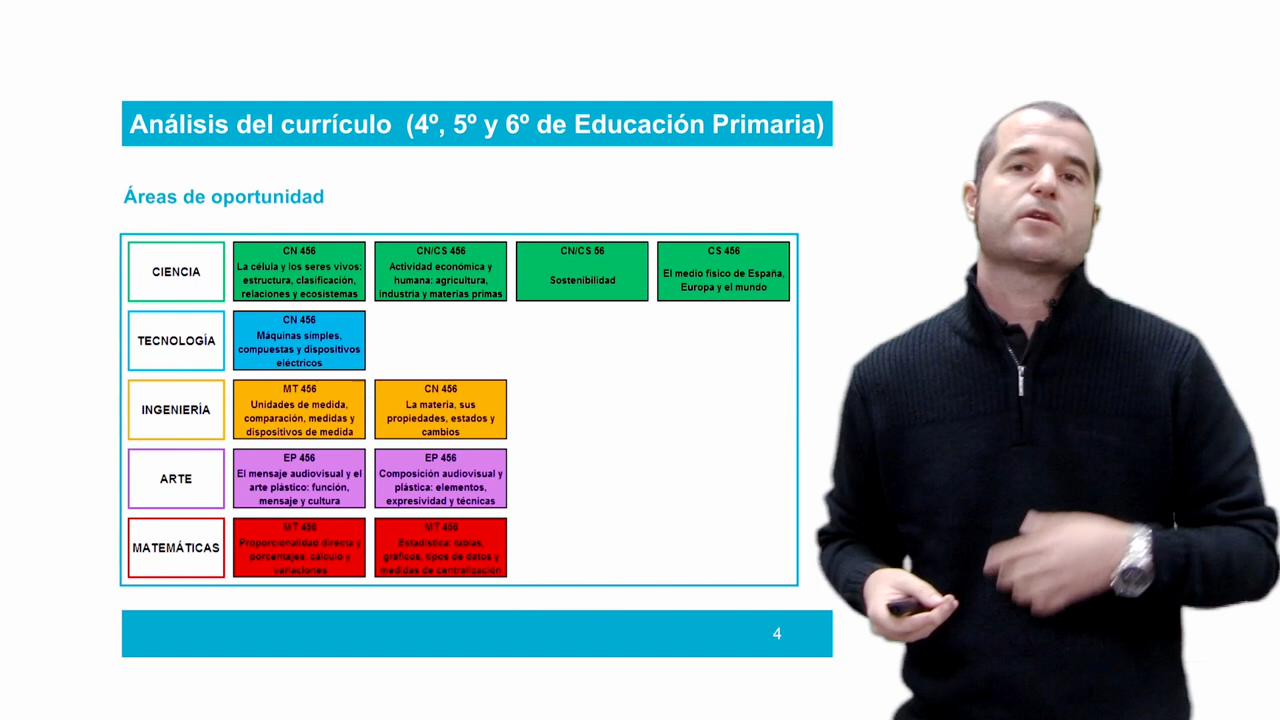 Análisis del currículo (4º, 5º y 6º de Educación Primaria)
Áreas de oportunidad
CIENCIA
CN 456
La célula y los seres vivos:
estructura, clasificación,
relaciones y ecosistemas
CN/CS 456
Actividad económica y
humana: agricultura,
industria y materias primas
CN/CS 56
Sostenibilidad
CS 456
El medio físico de España,
Europa y el mundo
TECNOLOGÍA
CN 456
Máquinas simples,
compuestas y dispositivos
eléctricos
INGENIERÍA
MT 456
Unidades de medida,
comparación, medidas y
dispositivos de medida
CN 456
La materia, sus
propiedades, estados y
cambios
ARTE
EP 456
El mensaje audiovisual y el
arte plástico: función,
mensaje y cultura
EP 456
Composición audiovisual y
plástica: elementos,
expresividad y técnicas
MATEMÁTICAS
MT 456
Proporcionalidad directa y
porcentajes: cálculo y
variaciones
MT 456
Estadística: tablas,
gráficos, tipos de datos y
medidas de centralización
4